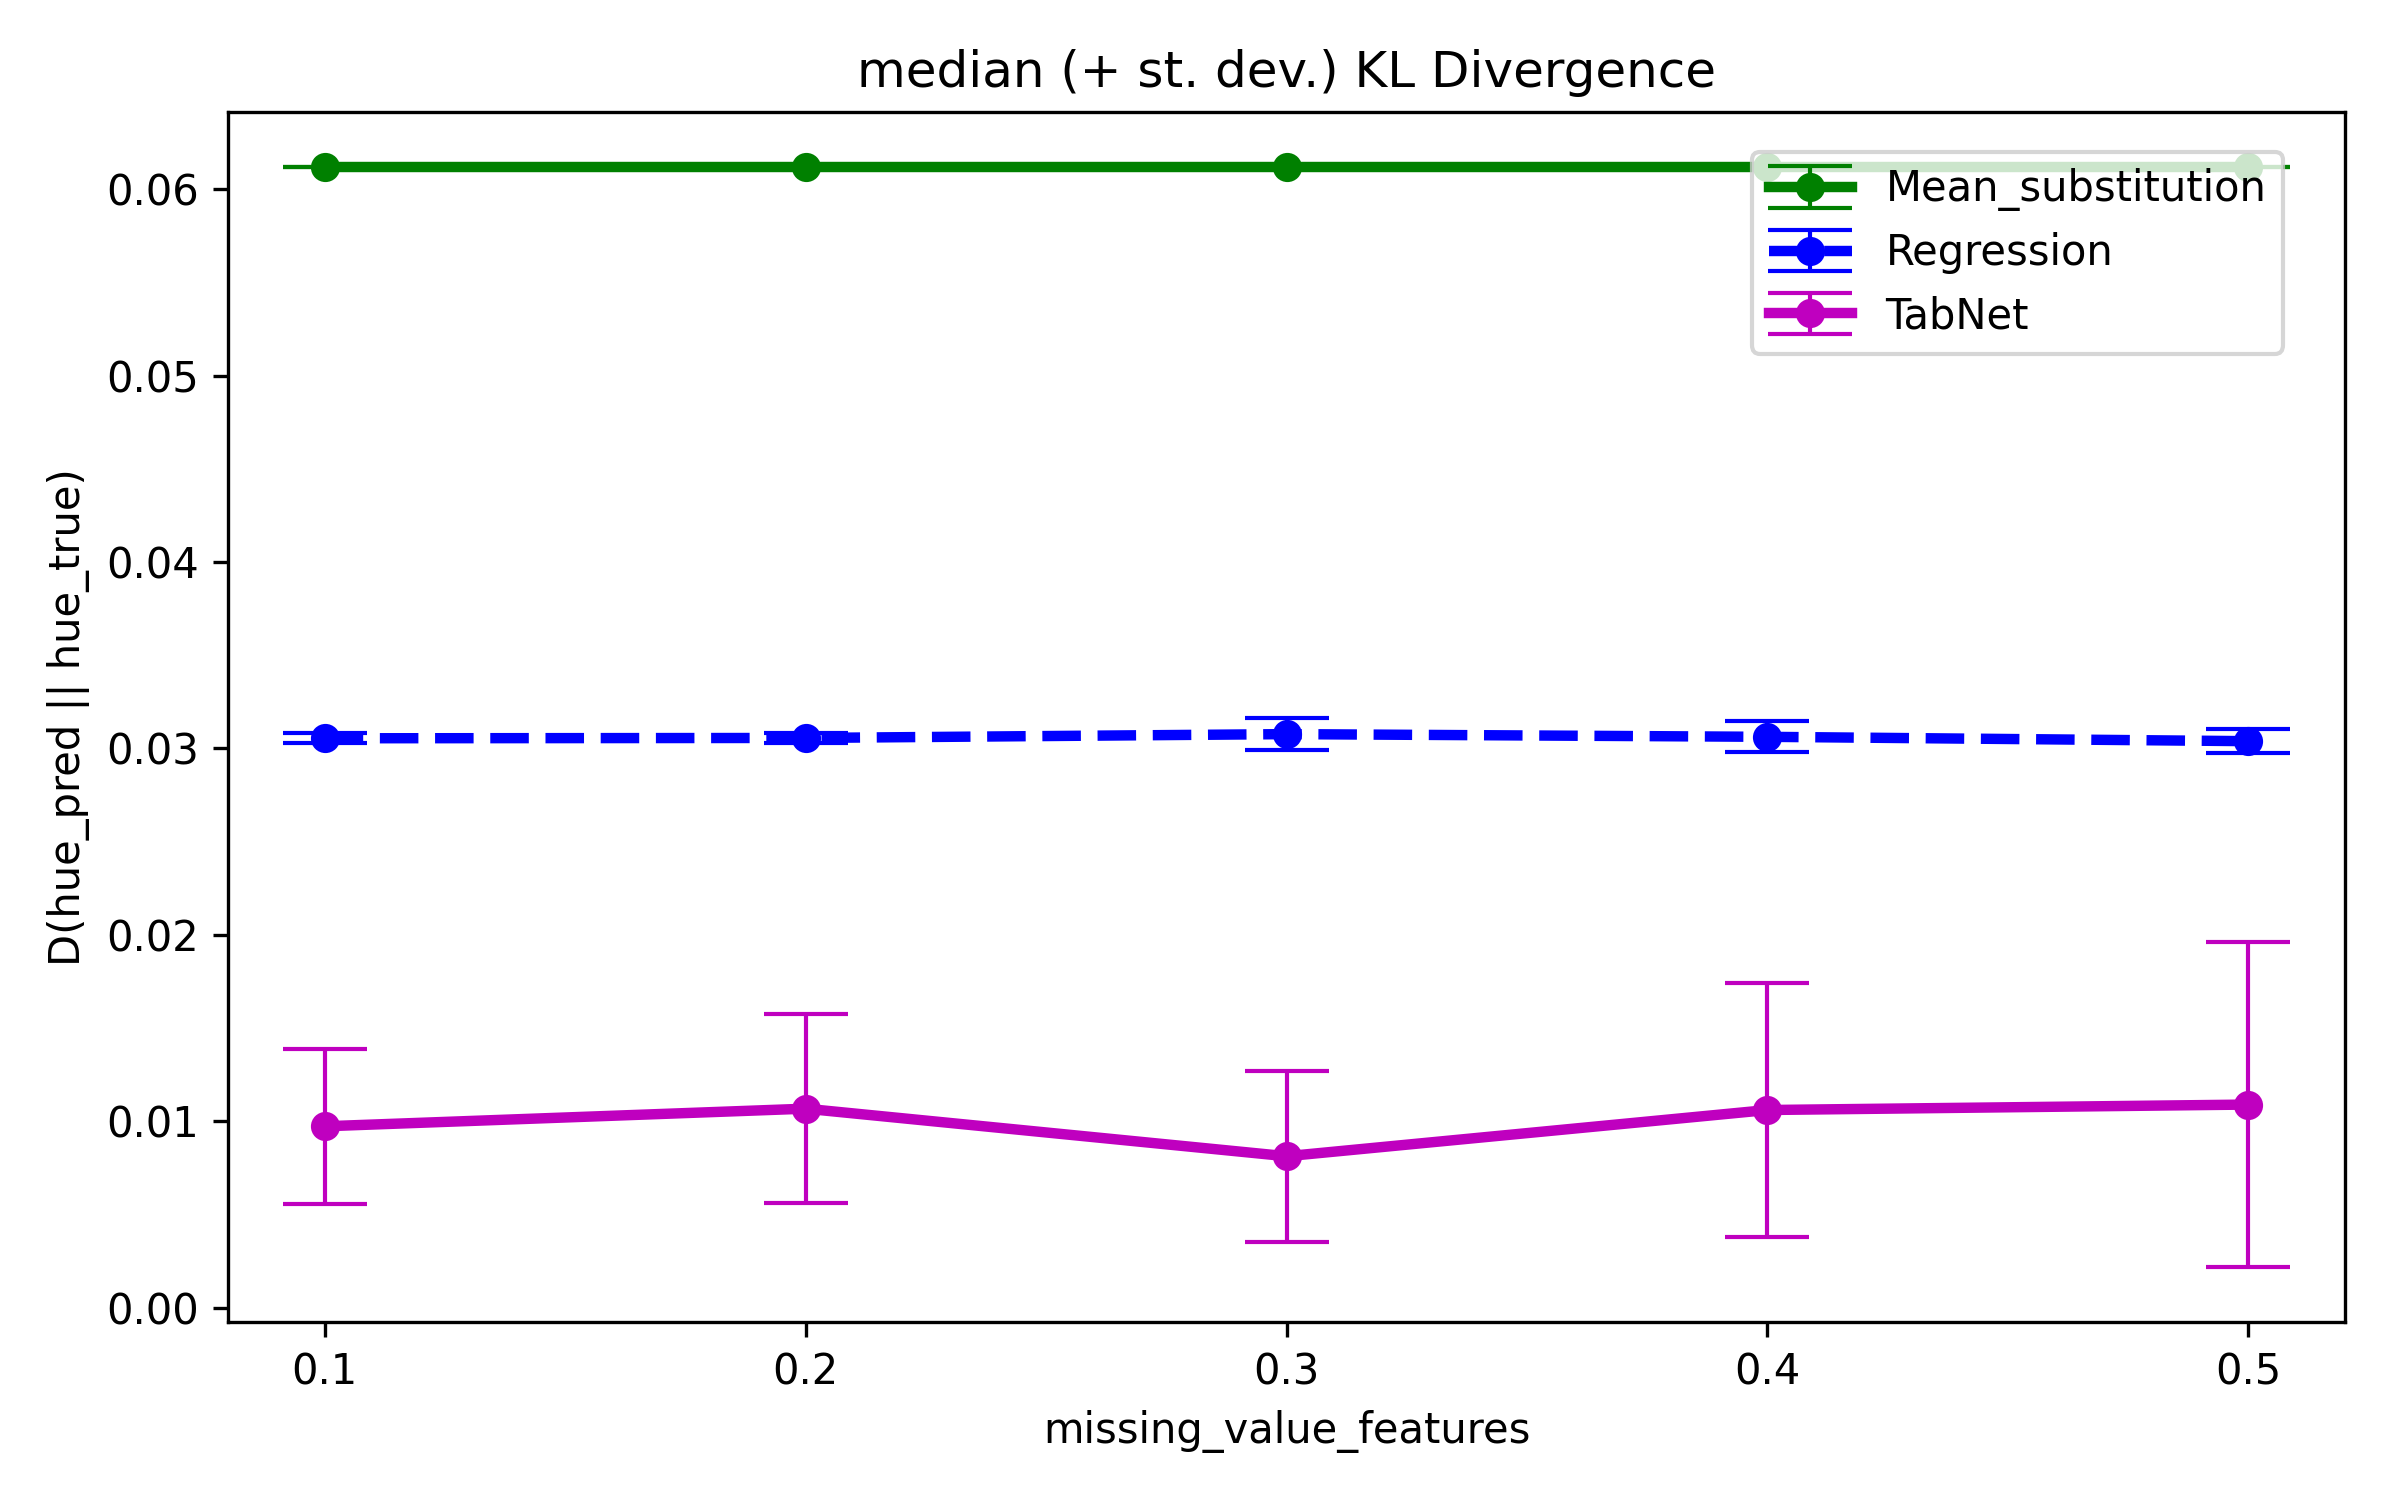 median (+ st. dev.) KL Divergence
D(hue_pred || hue_true)
0.06
0.05
0.04
0.03
0.02
0.01
0.00
Mean_substitution
Regression
TabNet
0.1 0.2 0.3 0.4 0.5
missing_value_features